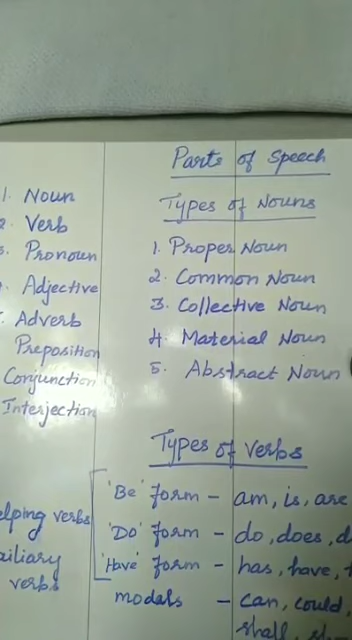 Parts of Speech
1. Noun
Verb
Pronoun
Adjective
Adverb
Preposition
Conjunction
Interjection
Types of Nouns
1. Proper Noun
2. Common Noun
3. Collective Noun
4. Material Noun
5. Abstract Noun
Types of Verbs
'Be' form - am, is, are
'Do' form - do, does,
'Have' form - has, have,
modals - can, could,
verbs
verbs